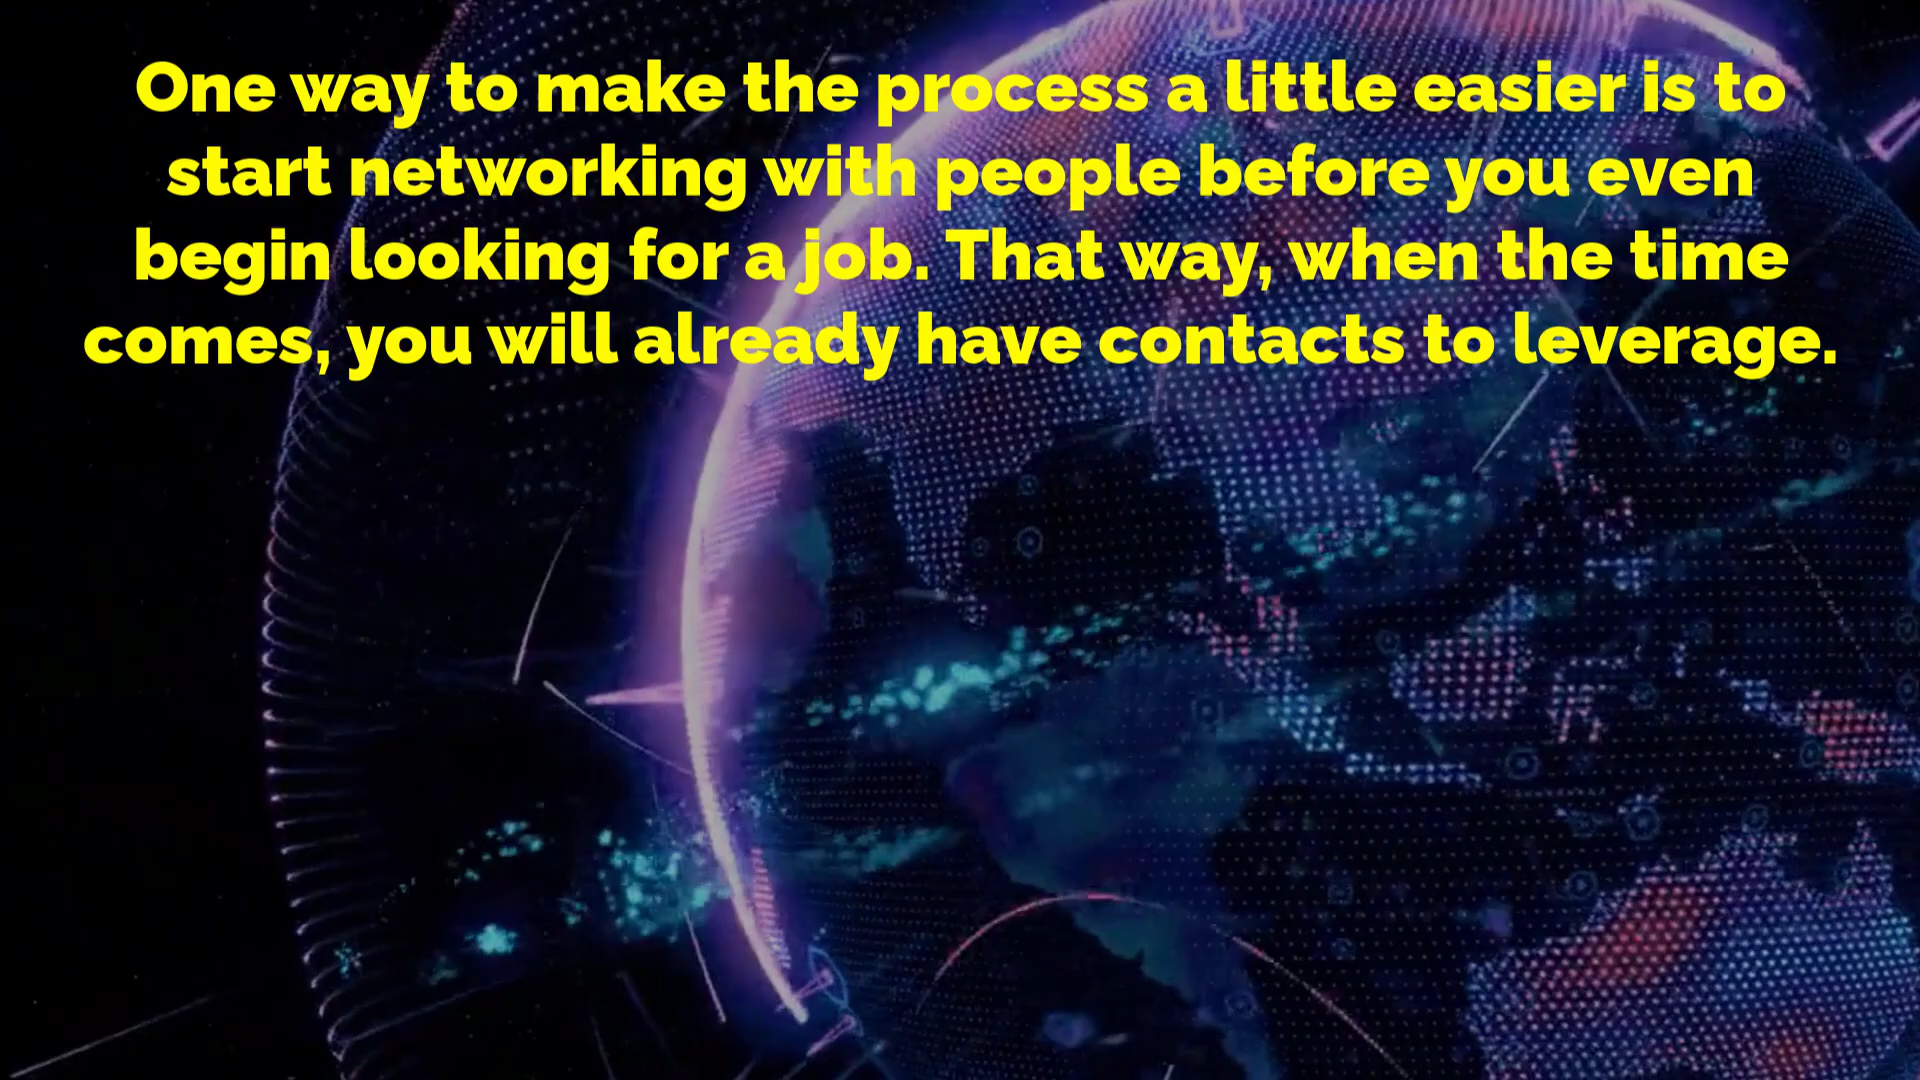 One way to make the process a little easier is to
start networking with people before you even
begin looking for a job. That way, when the time
comes, you will already have contacts to leverage.